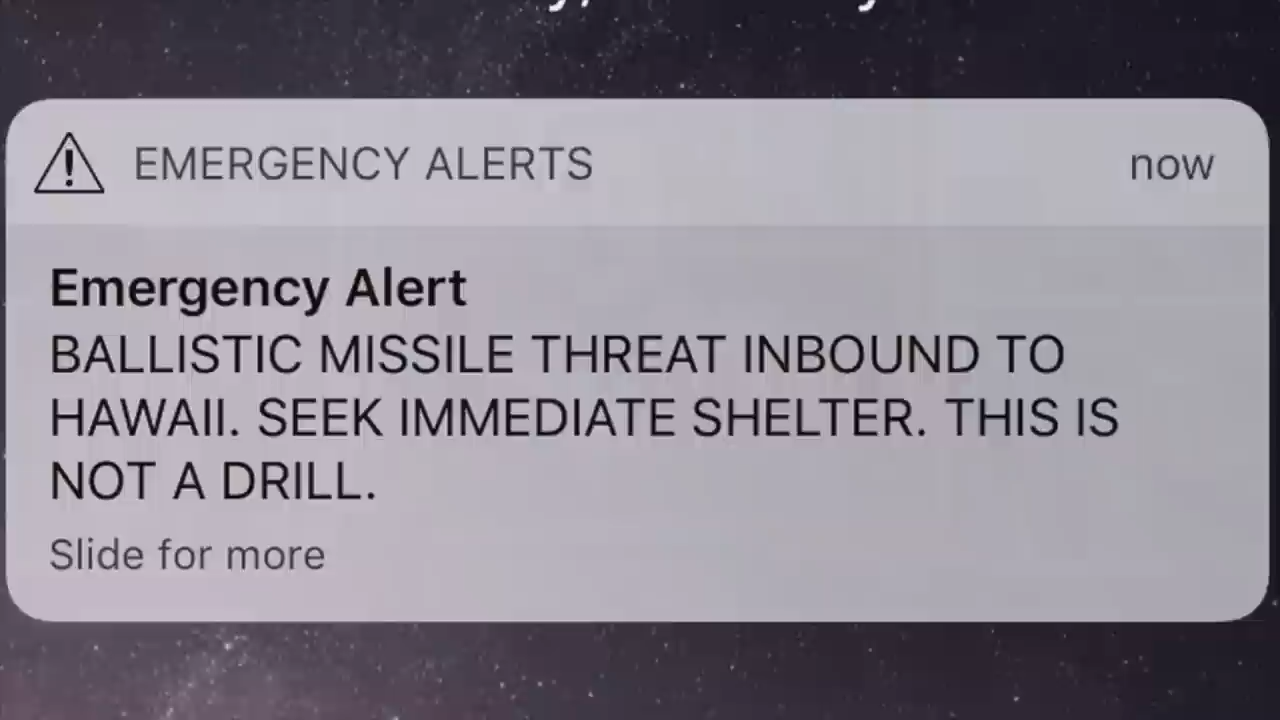 EMERGENCY ALERTS now
Emergency Alert
BALLISTIC MISSILE THREAT INBOUND TO
HAWAII. SEEK IMMEDIATE SHELTER. THIS IS
NOT A DRILL.
Slide for more